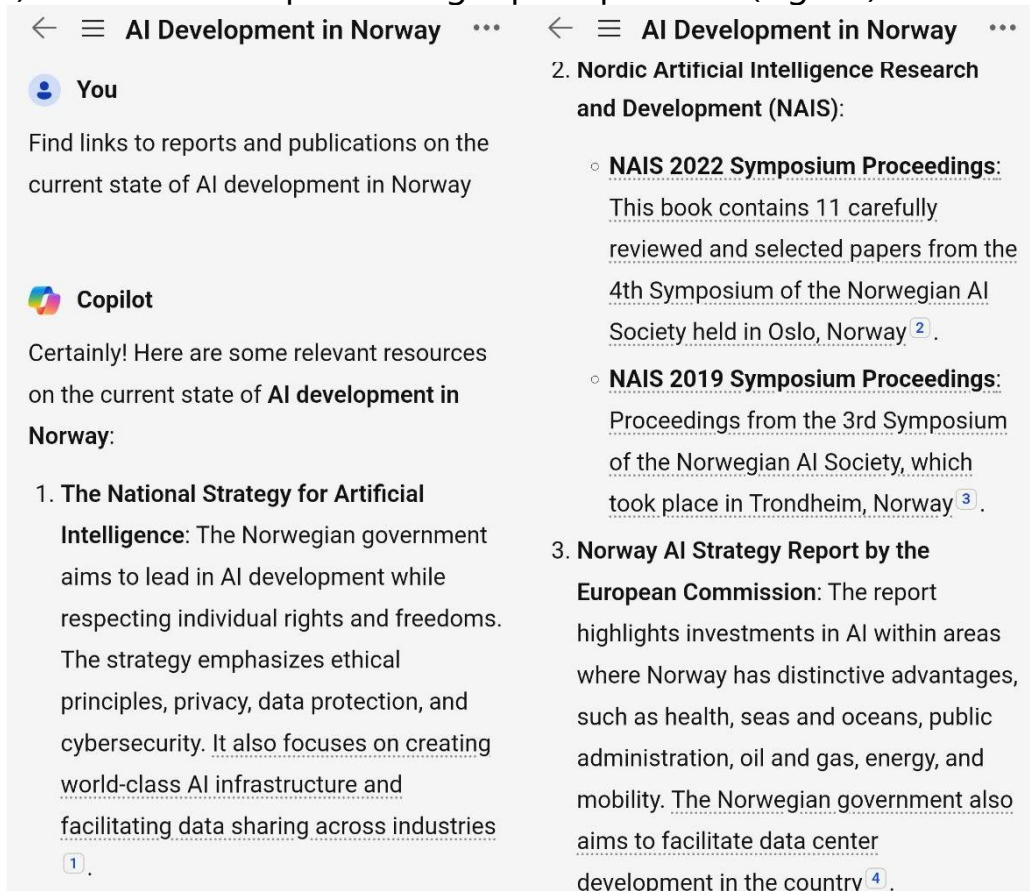 AI Development in Norway
You
Find links to reports and publications on the
current state of AI development in Norway
Copilot
Certainly! Here are some relevant resources
on the current state of AI development in
Norway:
1. The National Strategy for Artificial
Intelligence: The Norwegian government
aims to lead in AI development while
respecting individual rights and freedoms.
The strategy emphasizes ethical
principles, privacy, data protection, and
cybersecurity. It also focuses on creating
world-class AI infrastructure and
facilitating data sharing across industries
1.
AI Development in Norway
2. Nordic Artificial Intelligence Research
and Development (NAIS):
○ NAIS 2022 Symposium Proceedings:
This book contains 11 carefully
reviewed and selected papers from the
4th Symposium of the Norwegian AI
Society held in Oslo, Norway 2.
○ NAIS 2019 Symposium Proceedings:
Proceedings from the 3rd Symposium
of the Norwegian AI Society, which
took place in Trondheim, Norway 3.
3. Norway AI Strategy Report by the
European Commission: The report
highlights investments in AI within areas
where Norway has distinctive advantages,
such as health, seas and oceans, public
administration, oil and gas, energy, and
mobility. The Norwegian government also
aims to facilitate data center
development in the country 4.